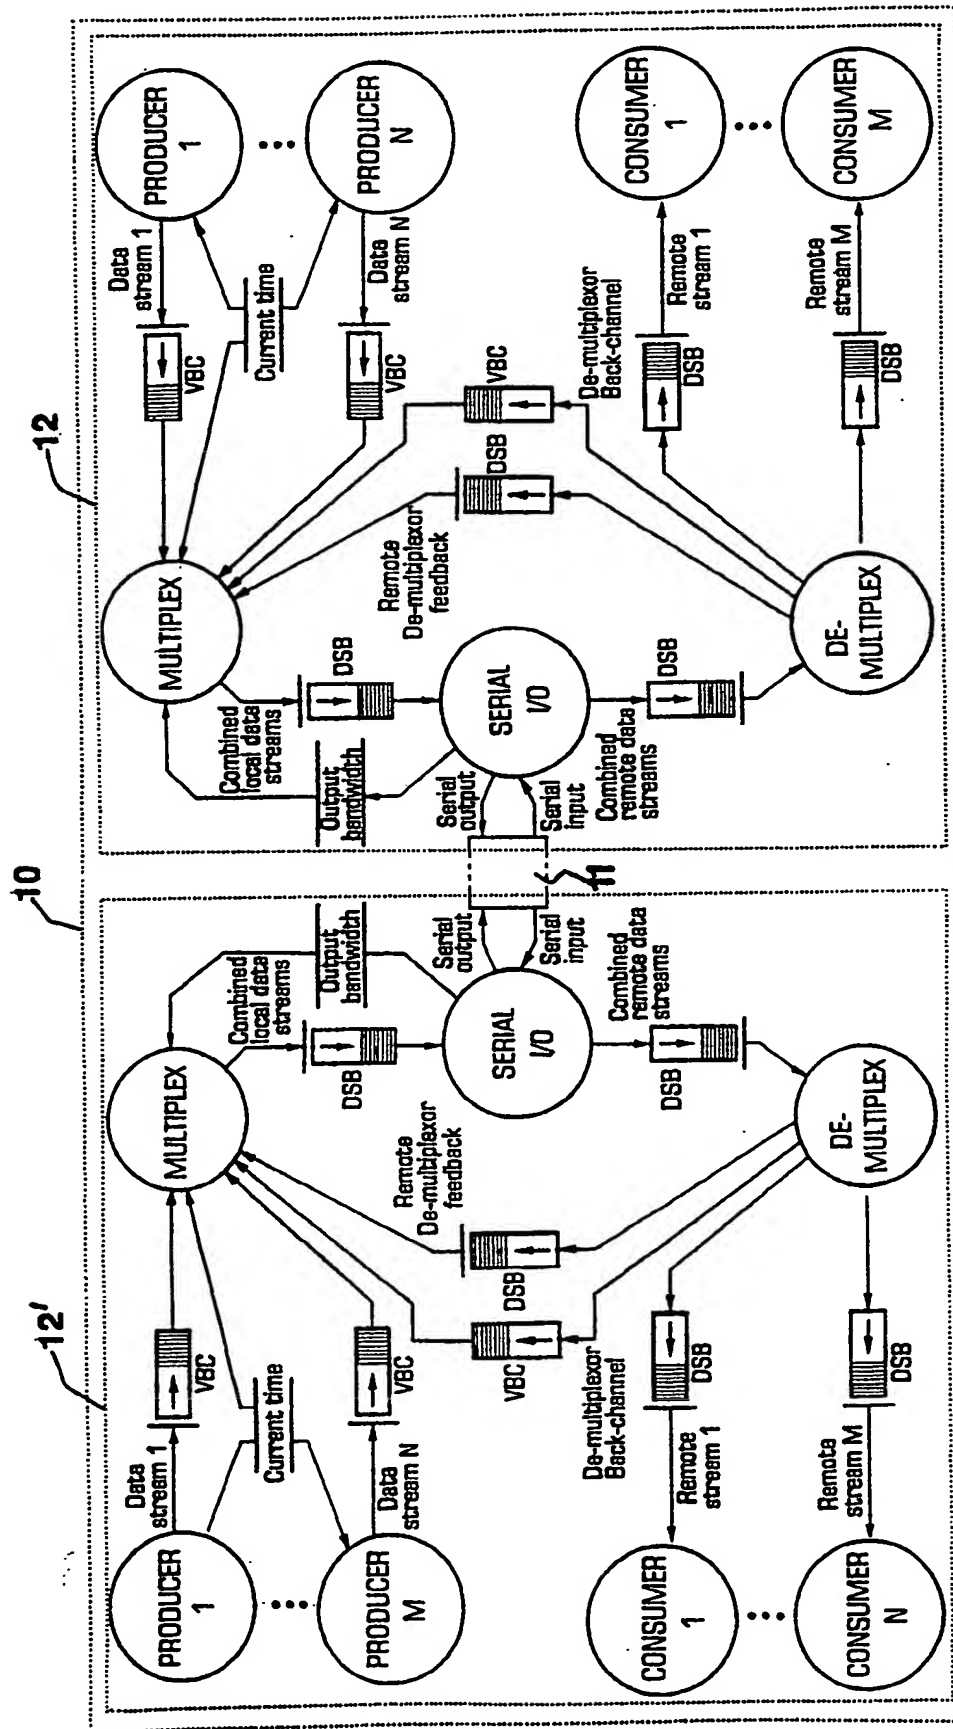 10
12'
PRODUCER
1
PRODUCER
M
Data
stream 1
VBC
Current time
Data
stream N
VBC
MULTIPLEX
Output
bandwidth
Combined
local data
streams
DSB
Remote
De-multiplexor
feedback
DSB
VBC
SERIAL
I/O
Serial
output
Serial
input
Combined
remote data
streams
DSB
DE-
MULTIPLEX
De-multiplexor
Back-channel
DSB
Remote
stream 1
DSB
Remote
stream M
CONSUMER
1
CONSUMER
N
11
12
MULTIPLEX
Output
bandwidth
Combined
local data
streams
DSB
Serial
output
Serial
input
SERIAL
I/O
Combined
remote data
streams
DSB
Remote
De-multiplexor
feedback
DSB
VBC
VBC
Data
stream 1
Current time
VBC
Data
stream N
PRODUCER
1
PRODUCER
N
DE-
MULTIPLEX
De-multiplexor
Back-channel
DSB
Remote
stream 1
DSB
Remote
stream M
CONSUMER
1
CONSUMER
M